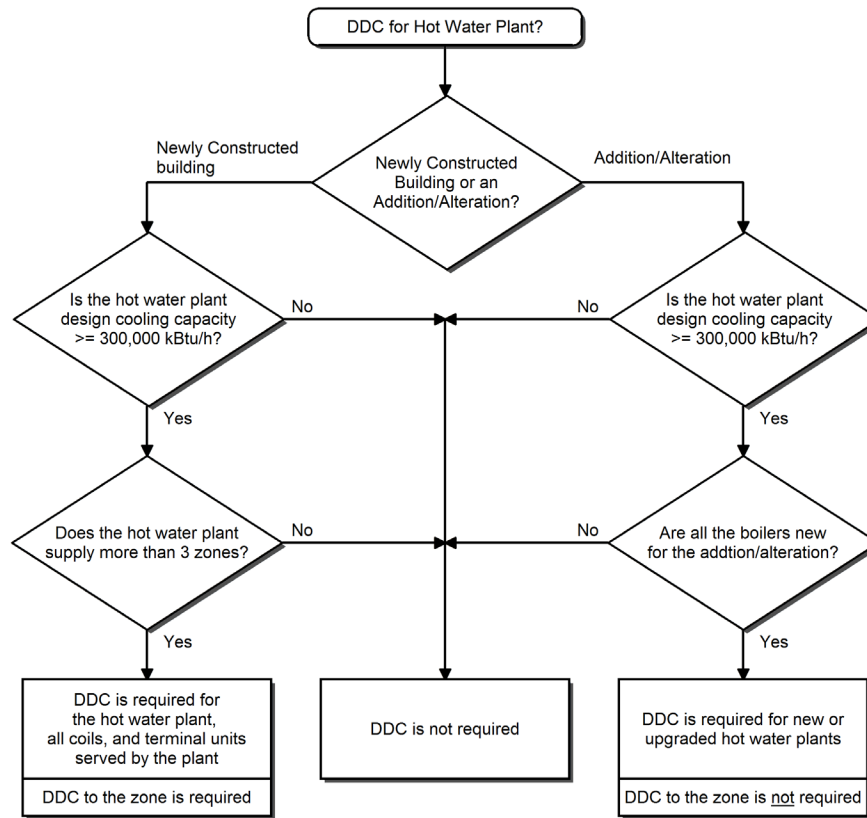 DDC for Hot Water Plant?
Newly Constructed
building
Newly Constructed
Building or an
Addition/Alteration?
Addition/Alteration
Is the hot water plant
design cooling capacity
>= 300,000 kBtu/h?
No
No
Is the hot water plant
design cooling capacity
>= 300,000 kBtu/h?
Yes
Yes
Does the hot water plant
supply more than 3 zones?
No
No
Are all the boilers new
for the addtion/alteration?
Yes
Yes
DDC is required for
the hot water plant,
all coils, and terminal units
served by the plant
DDC to the zone is required
DDC is not required
DDC is required for new or
upgraded hot water plants
DDC to the zone is not required